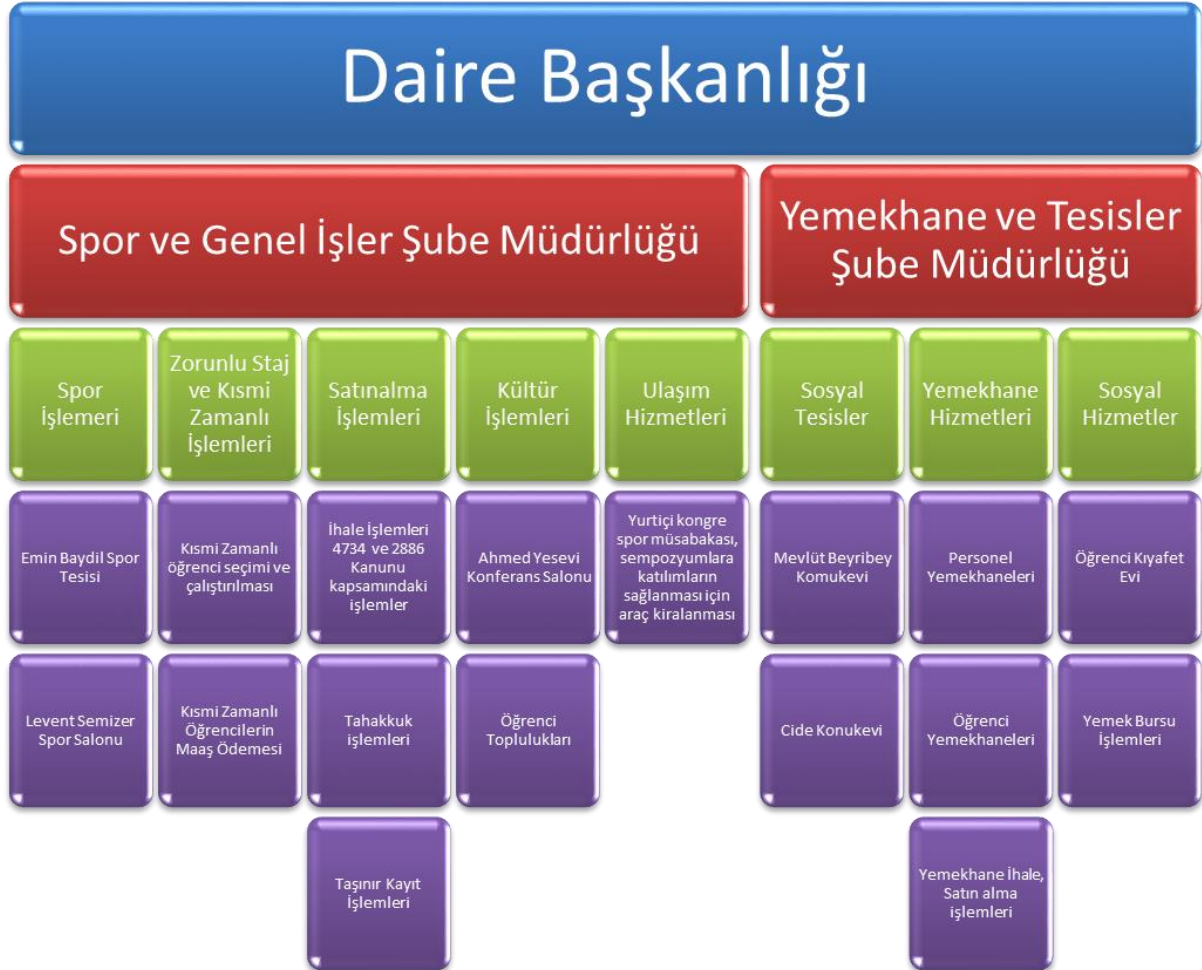 Daire Başkanlığı
Spor ve Genel İşler Şube Müdürlüğü
Yemekhane ve Tesisler
Şube Müdürlüğü
Spor
İşlemeri
Zorunlu Staj
ve Kısmi
Zamanlı
İşlemleri
Satınalma
İşlemleri
Kültür
İşlemleri
Ulaşım
Hizmetleri
Sosyal
Tesisler
Yemekhane
Hizmetleri
Sosyal
Hizmetler
Emin Baydil Spor
Tesisi
Kısmi Zamanlı
öğrenci seçimi ve
çalıştırılması
İhale İşlemleri
4734 ve 2886
Kanunu
kapsamındaki
işlemler
Ahmed Yesevi
Konferans Salonu
Yurtiçi kongre
spor müsabakası,
sempozyumlara
katılımların
sağlanması için
araç kiralanması
Mevlüt Beyribey
Komukevi
Personel
Yemekhaneleri
Öğrenci Kıyafet
Evi
Levent Semizer
Spor Salonu
Kısmi Zamanlı
Öğrencilerin
Maaş Ödemesi
Tahakkuk
işlemleri
Öğrenci
Toplulukları
Cide Konukevi
Öğrenci
Yemekhaneleri
Yemek Bursu
İşlemleri
Taşınır Kayıt
İşlemleri
Yemekhane İhale,
Satın alma
işlemleri